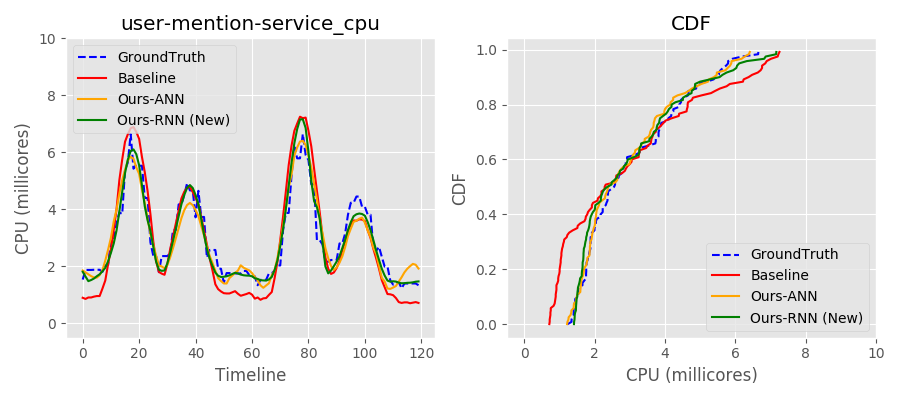 user-mention-service_cpu
CPU (millicores)
10
8
6
4
2
0
GroundTruth
Baseline
Ours-ANN
Ours-RNN (New)
0 20 40 60 80 100 120
Timeline
CDF
CDF
1.0
0.8
0.6
0.4
0.2
0.0
GroundTruth
Baseline
Ours-ANN
Ours-RNN (New)
0 2 4 6 8 10
CPU (millicores)